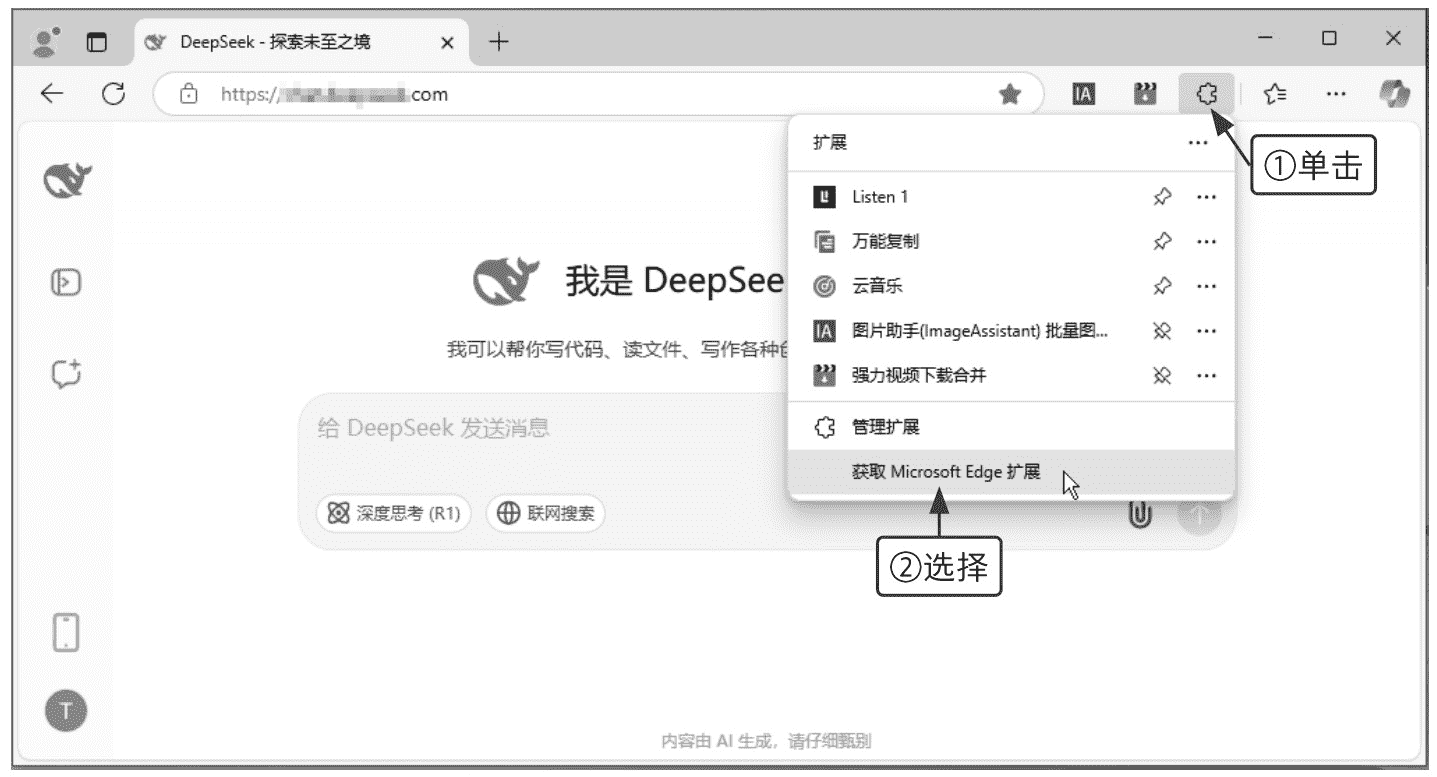 DeepSeek - 探索未至之境
https://
com
IA
①单击
扩展
Listen 1
万能复制
云音乐
IA 图片助手(ImageAssistant) 批量图...
强力视频下载合并
管理扩展
获取 Microsoft Edge 扩展
②选择
我是 DeepSee
我可以帮你写代码、读文件、写作各种
给 DeepSeek 发送消息
深度思考 (R1)
联网搜索
T
内容由 AI 生成，请仔细甄别